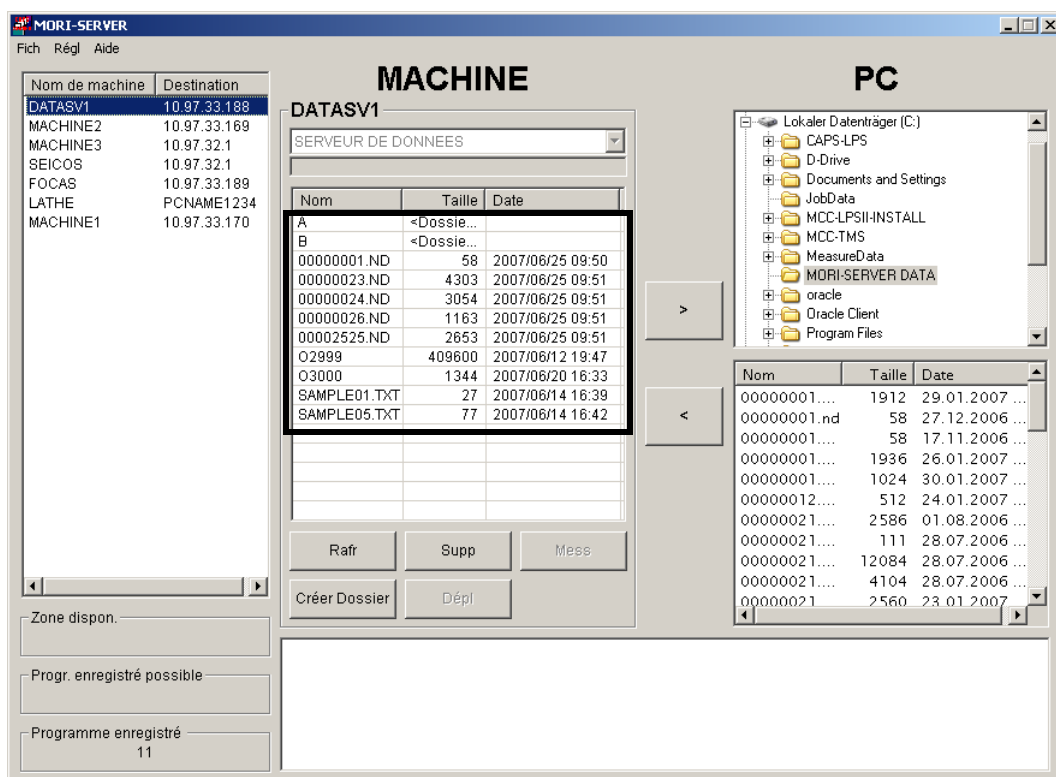 MORI-SERVER
Fich Régl Aide
Nom de machine Destination
DATASV1 10.97.33.188
MACHINE2 10.97.33.169
MACHINE3 10.97.32.1
SEICOS 10.97.32.1
FOCAS 10.97.33.189
LATHE PCNAME1234
MACHINE1 10.97.33.170
Zone dispon.
Progr. enregistré possible
Programme enregistré
11
MACHINE
DATASV1
SERVEUR DE DONNEES
Nom Taille Date
A <Dossie...
B <Dossie...
00000001.ND 58 2007/06/25 09:50
00000023.ND 4303 2007/06/25 09:51
00000024.ND 3054 2007/06/25 09:51
00000026.ND 1163 2007/06/25 09:51
00002525.ND 2653 2007/06/25 09:51
O2999 409600 2007/06/12 19:47
O3000 1344 2007/06/20 16:33
SAMPLE01.TXT 27 2007/06/14 16:39
SAMPLE05.TXT 77 2007/06/14 16:42
Rafr Supp Mess
Créer Dossier Dépl
>
<
PC
Lokaler Datenträger (C:)
CAPS-LPS
D-Drive
Documents and Settings
JobData
MCC-LPSII-INSTALL
MCC-TMS
MeasureData
MORI-SERVER DATA
oracle
Oracle Client
Program Files
Nom Taille Date
00000001.... 1912 29.01.2007 ...
00000001.nd 58 27.12.2006 ...
00000001.... 58 17.11.2006 ...
00000001.... 1936 26.01.2007 ...
00000001.... 1024 30.01.2007 ...
00000012.... 512 24.01.2007 ...
00000021.... 2586 01.08.2006 ...
00000021.... 111 28.07.2006 ...
00000021.... 12084 28.07.2006 ...
00000021.... 4104 28.07.2006 ...
00000021 2560 23.01.2007